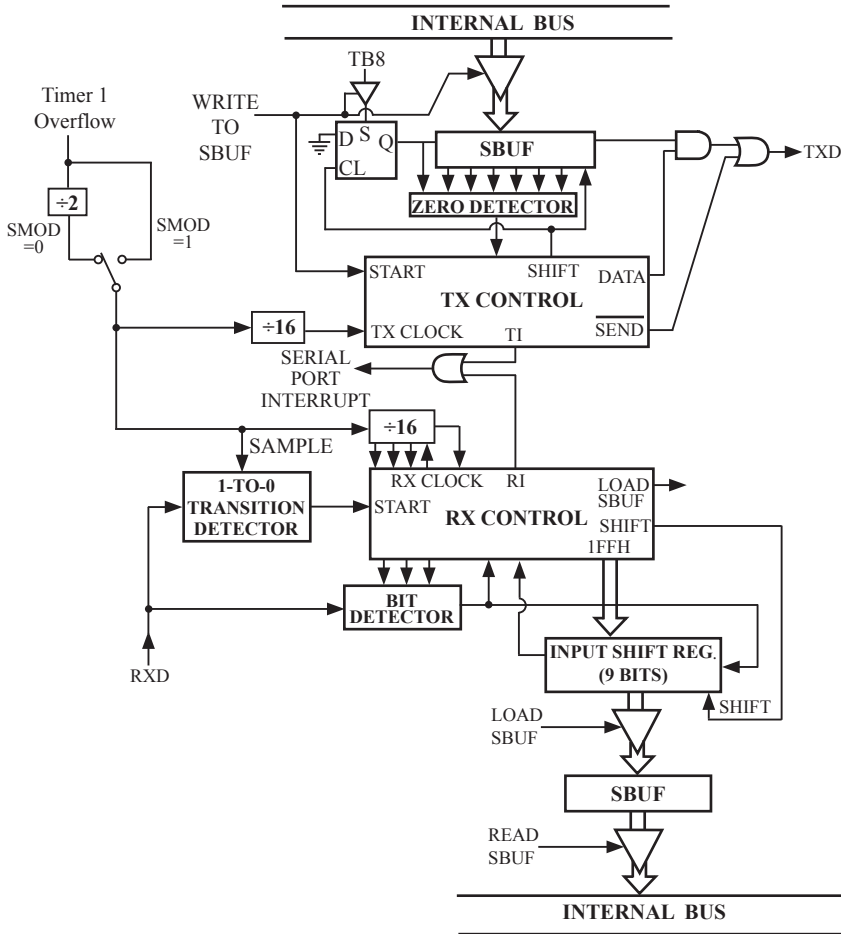 INTERNAL BUS
TB8
Timer 1
Overflow
WRITE
TO
SBUF
D
S
Q
CL
SBUF
TXD
÷2
ZERO DETECTOR
SMOD
=0
SMOD
=1
START
SHIFT
DATA
TX CONTROL
÷16
TX CLOCK
TI
SEND
SERIAL
PORT
INTERRUPT
÷16
SAMPLE
RX CLOCK
RI
LOAD
SBUF
1-TO-0
TRANSITION
DETECTOR
START
RX CONTROL
SHIFT
1FFH
BIT
DETECTOR
RXD
INPUT SHIFT REG.
(9 BITS)
SHIFT
LOAD
SBUF
SBUF
READ
SBUF
INTERNAL BUS